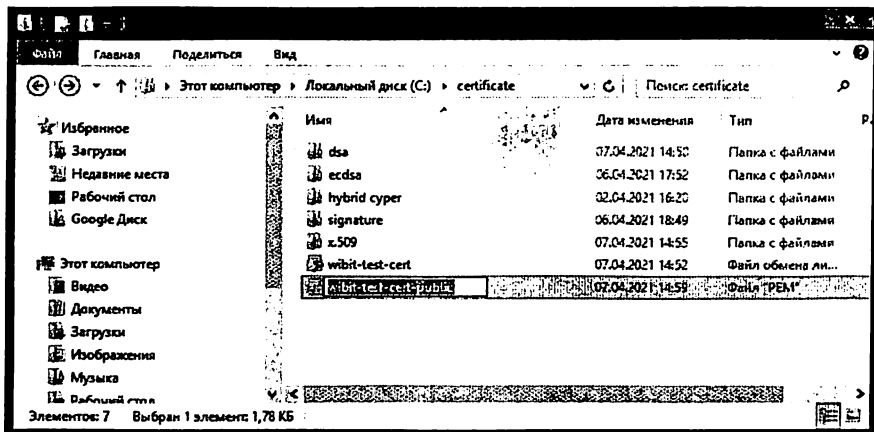 Файл Главная Поделиться Вид
Этот компьютер Локальный диск (C:) certificate Поиск: certificate
Имя Дата изменения Тип Р
Избранное
Загрузки
Недавние места
Рабочий стол
Google Диск
Этот компьютер
Видео
Документы
Загрузки
Изображения
Музыка
Рабочий стол
dsa 07.04.2021 14:50 Папка с файлами
ecdsa 06.04.2021 17:52 Папка с файлами
hybrid cyper 02.04.2021 16:20 Папка с файлами
signature 06.04.2021 18:49 Папка с файлами
x.509 07.04.2021 14:55 Папка с файлами
wibit-test-cert 07.04.2021 14:52 Файл обмена ли...
wibit-test-cert-public 07.04.2021 14:59 Файл "PEM"
Элементов: 7 Выбран 1 элемент: 1,78 КБ